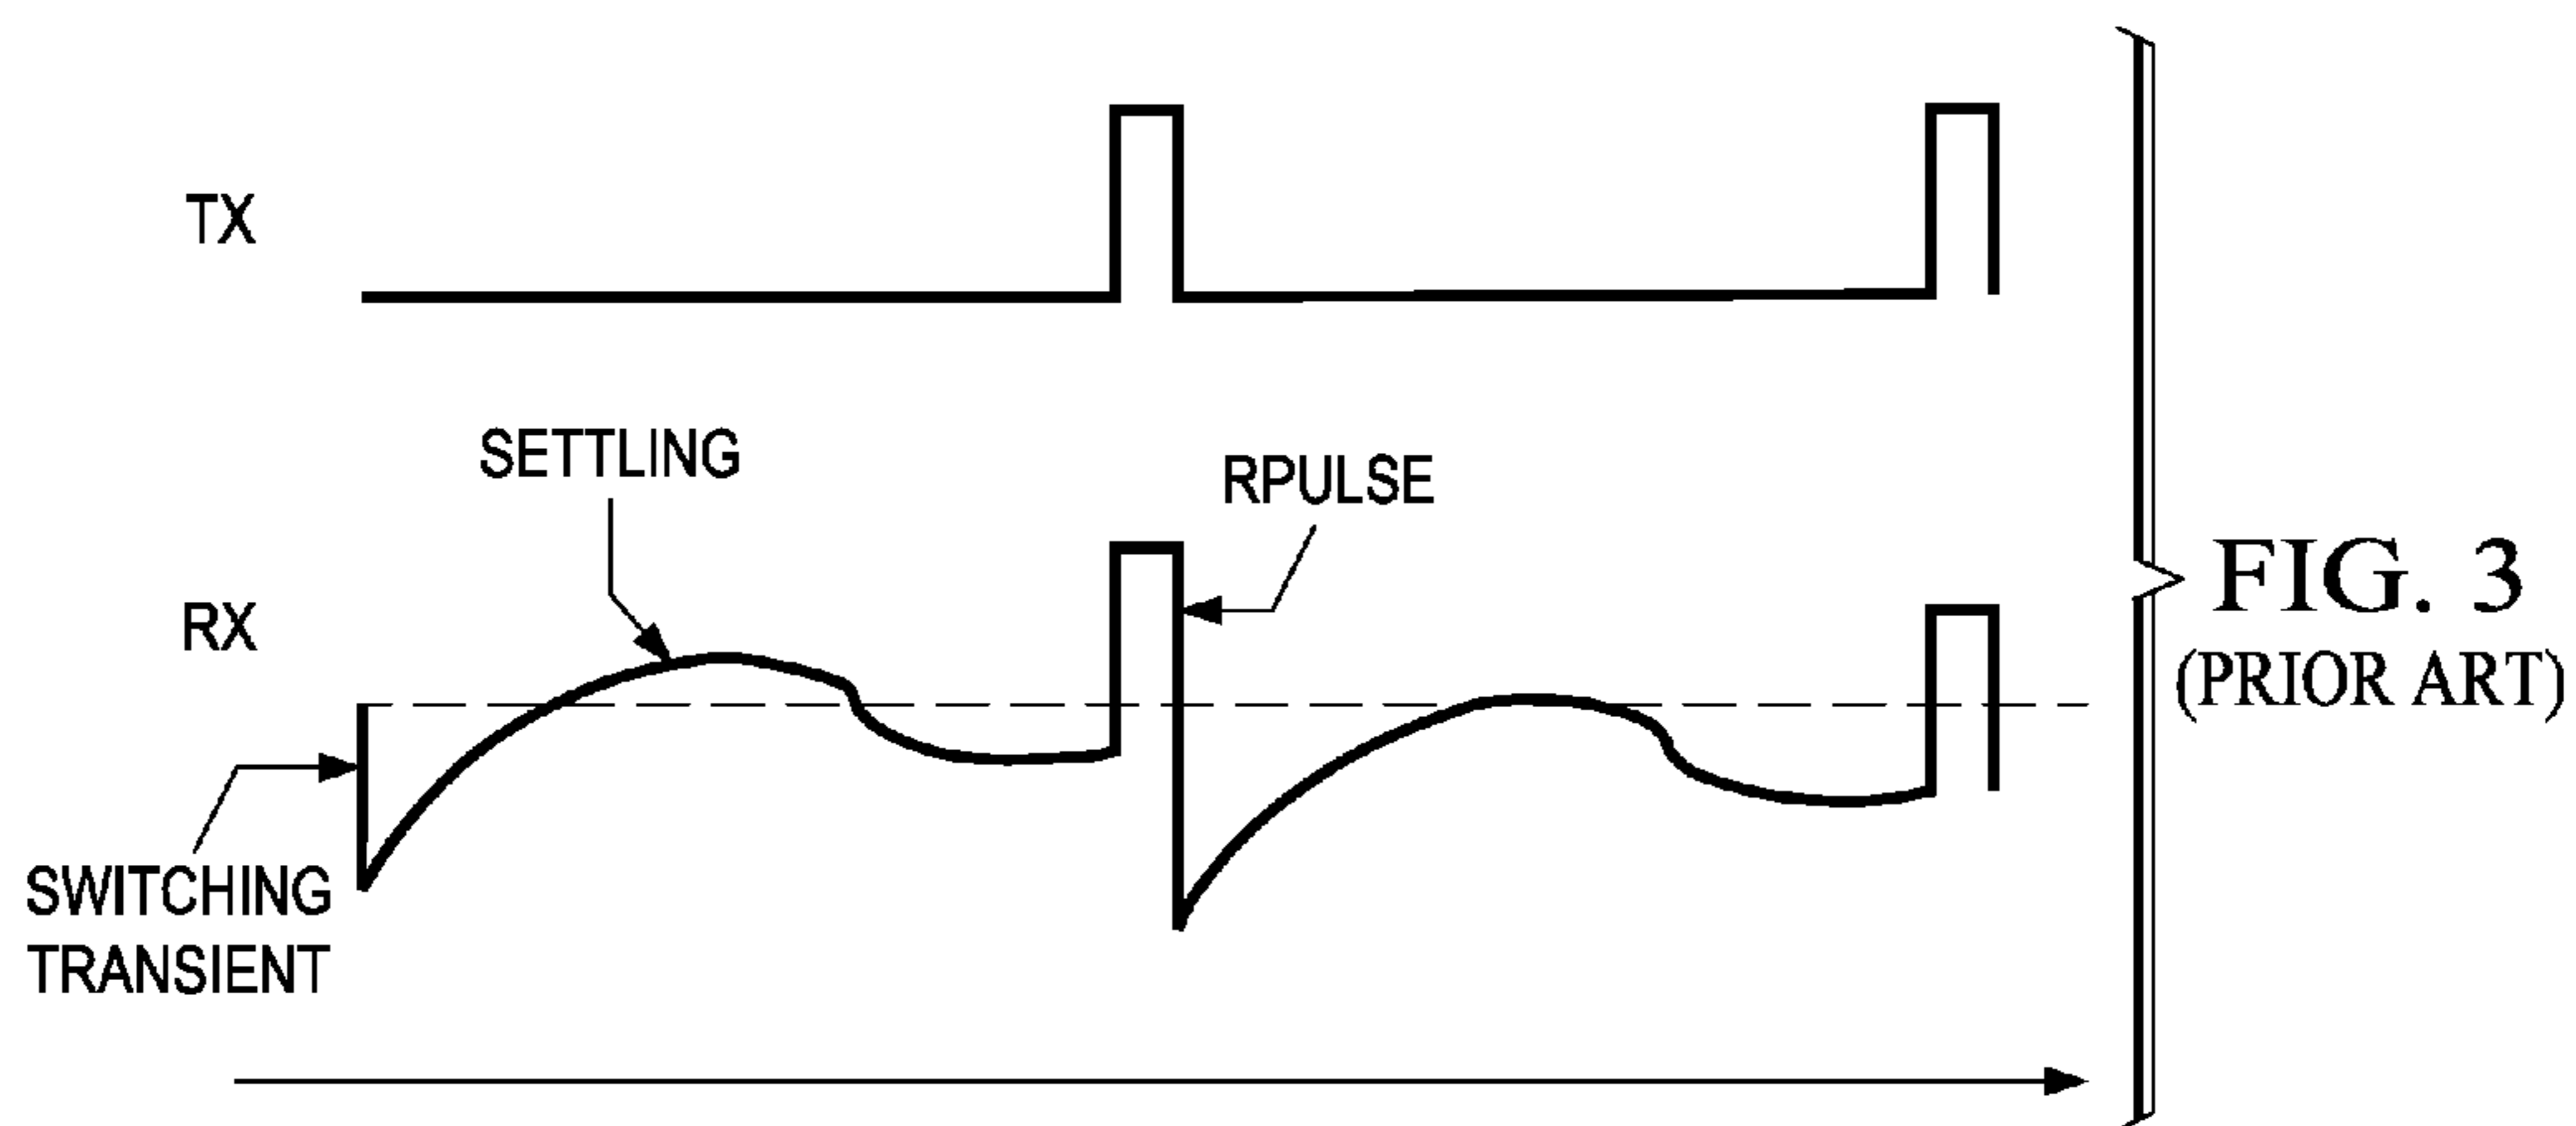 TX
SETTLING
RPULSE
RX
SWITCHING
TRANSIENT
FIG. 3
(PRIOR ART)